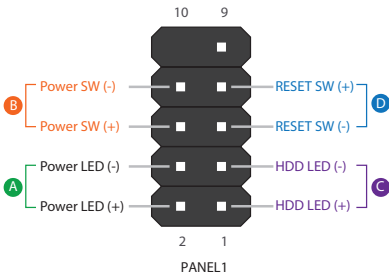 10 9
Power SW (-) RESET SW (+)
B D
Power SW (+) RESET SW (-)
Power LED (-) HDD LED (-)
A C
Power LED (+) HDD LED (+)
2 1
PANEL1